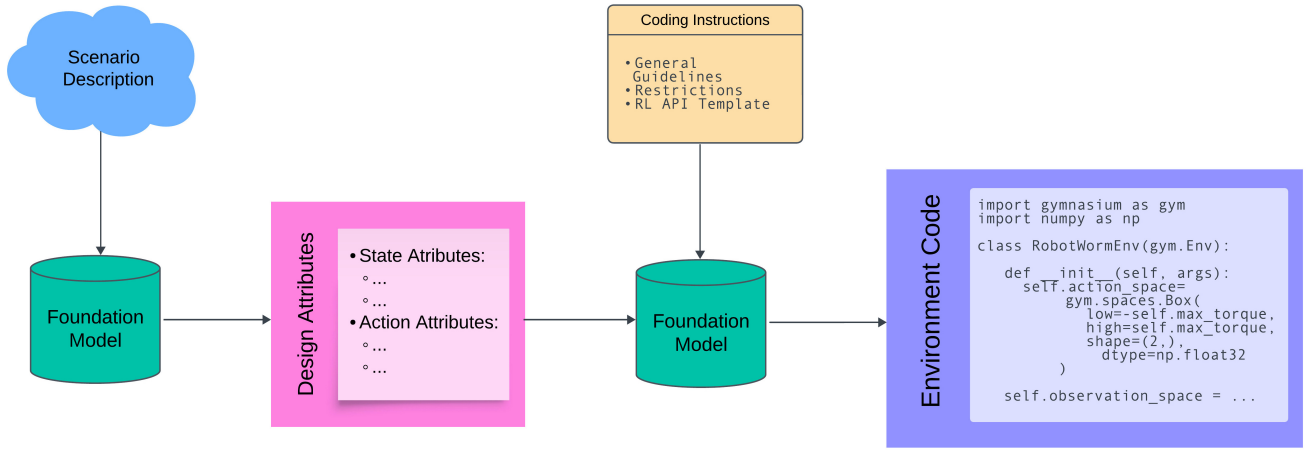 Scenario
Description
Foundation
Model
Design Attributes
•State Atributes:
◦...
◦...
•Action Attributes:
◦...
◦...
Coding Instructions
•General
Guidelines
•Restrictions
•RL API Template
Foundation
Model
Environment Code
import gymnasium as gym
import numpy as np
class RobotWormEnv(gym.Env):
def __init__(self, args):
self.action_space=
gym.spaces.Box(
low=-self.max_torque,
high=self.max_torque,
shape=(2,),
dtype=np.float32
)
self.observation_space = ...